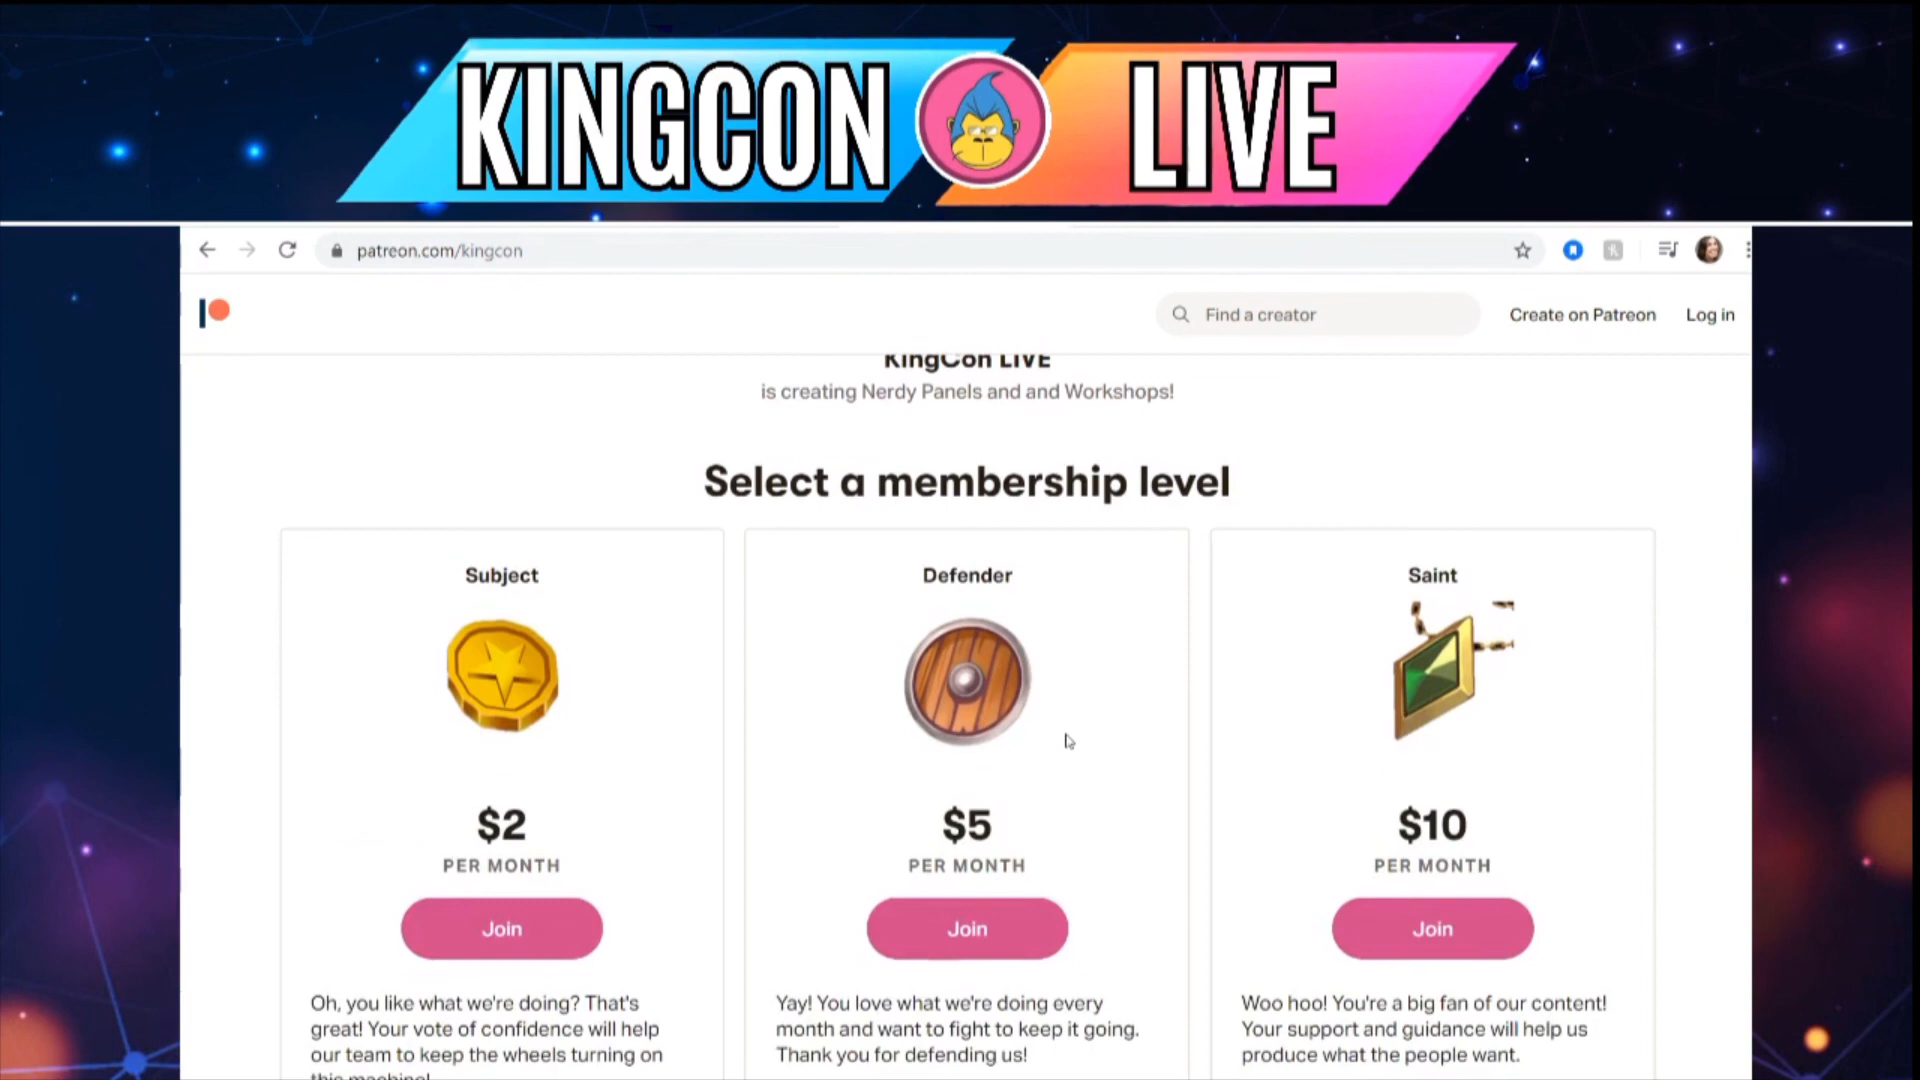 KINGCON LIVE
patreon.com/kingcon
Find a creator
Create on Patreon
Log in
KingCon LIVE
is creating Nerdy Panels and and Workshops!
Select a membership level
Subject
$2
PER MONTH
Join
Oh, you like what we're doing? That's
great! Your vote of confidence will help
our team to keep the wheels turning on
this machine!
Defender
$5
PER MONTH
Join
Yay! You love what we're doing every
month and want to fight to keep it going.
Thank you for defending us!
Saint
$10
PER MONTH
Join
Woo hoo! You're a big fan of our content!
Your support and guidance will help us
produce what the people want.